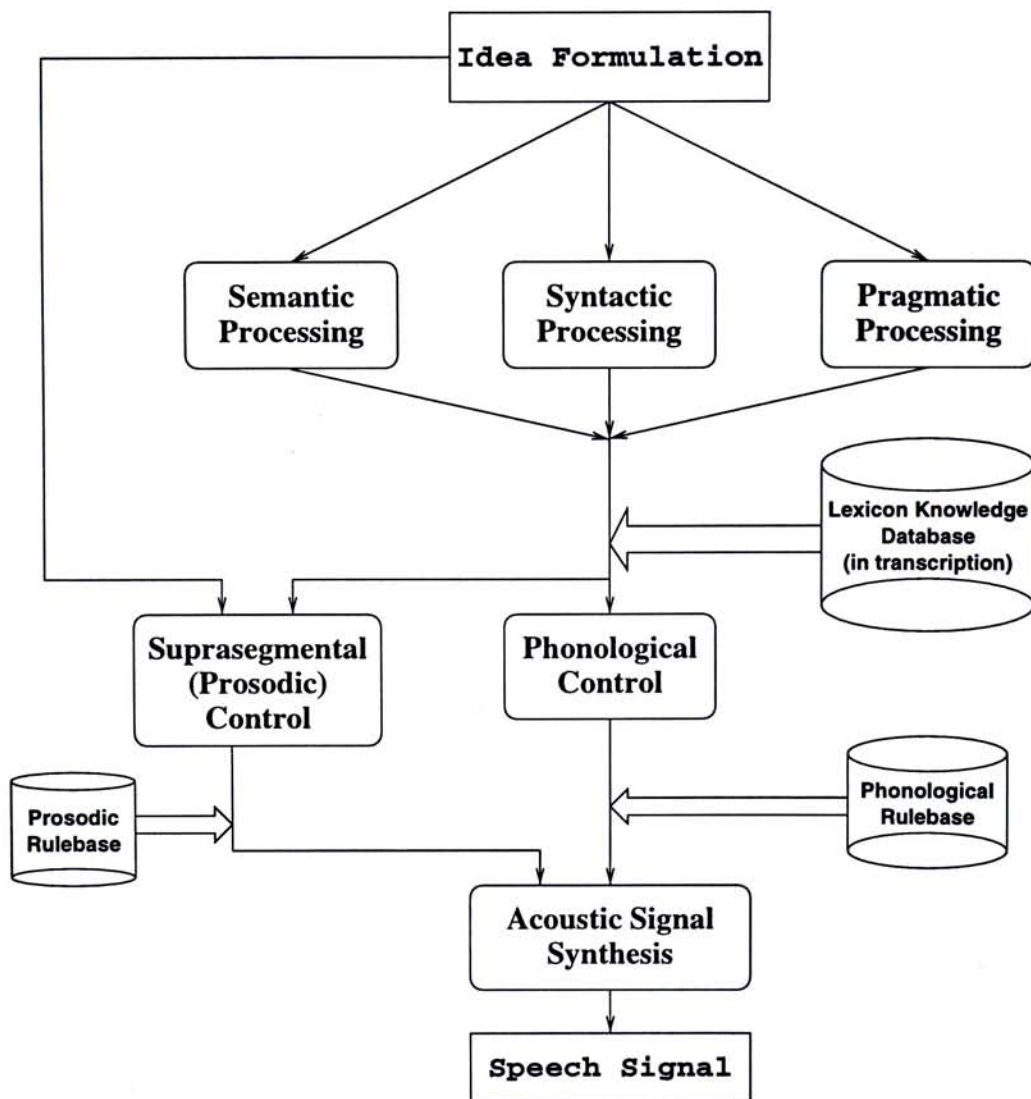 Idea Formulation
Semantic
Processing
Syntactic
Processing
Pragmatic
Processing
Lexicon Knowledge
Database
(in transcription)
Suprasegmental
(Prosodic)
Control
Phonological
Control
Prosodic
Rulebase
Phonological
Rulebase
Acoustic Signal
Synthesis
Speech Signal